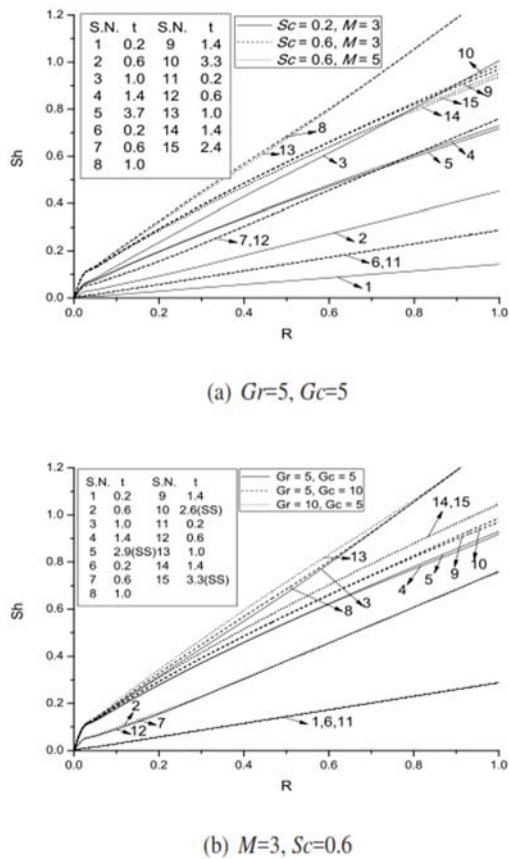 S.N. t S.N. t
1 0.2 9 1.4
2 0.6 10 3.3
3 1.0 11 0.2
4 1.4 12 0.6
5 3.7 13 1.0
6 0.2 14 1.4
7 0.6 15 2.4
8 1.0
Sc = 0.2, M = 3
Sc = 0.6, M = 3
Sc = 0.6, M = 5
10
9
15
14
8
13
3
4
5
7,12
2
6,11
1
1.2
1.0
0.8
0.6
0.4
0.2
0.0
Sh
0.0 0.2 0.4 0.6 0.8 1.0
R
(a) Gr=5, Gc=5
S.N. t S.N. t
1 0.2 9 1.4
2 0.6 10 2.6(SS)
3 1.0 11 0.2
4 1.4 12 0.6
5 2.9(SS) 13 1.0
6 0.2 14 1.4
7 0.6 15 3.3(SS)
8 1.0
Gr = 5, Gc = 5
Gr = 5, Gc = 10
Gr = 10, Gc = 5
14,15
13
3
8
4
5
9
10
2
7
12
1,6,11
1.2
1.0
0.8
0.6
0.4
0.2
0.0
Sh
0.0 0.2 0.4 0.6 0.8 1.0
R
(b) M=3, Sc=0.6